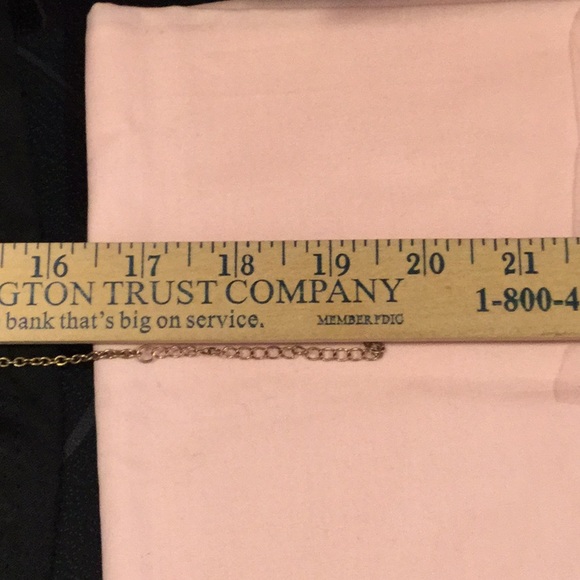 16 17 18 19 20 21
GTON TRUST COMPANY
1-800-4
bank that's big on service.
MEMBER FDIC